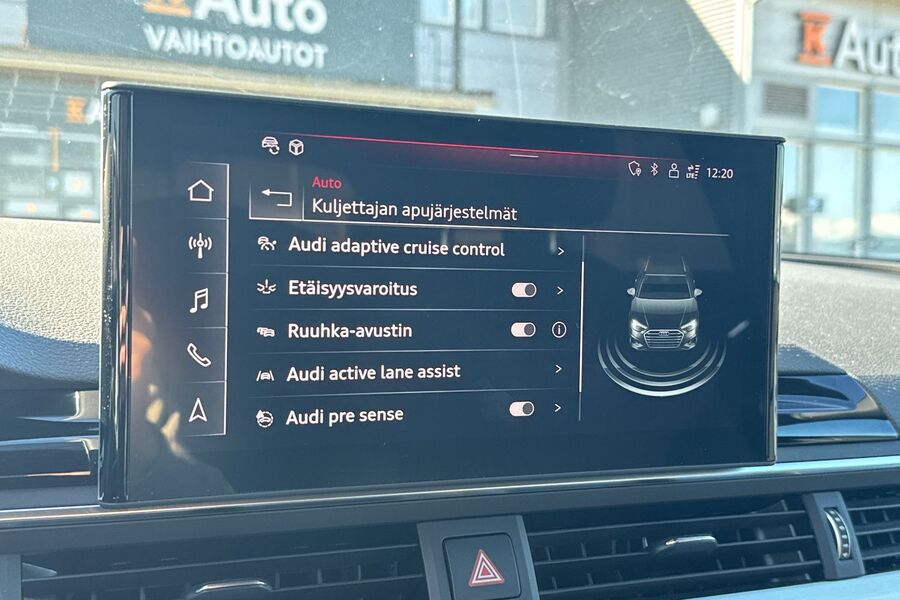 K Auto
VAIHTOAUTOT
K Auto
12:20
Auto
Kuljettajan apujärjestelmät
Audi adaptive cruise control
Etäisyysvaroitus
Ruuhka-avustin
Audi active lane assist
Audi pre sense